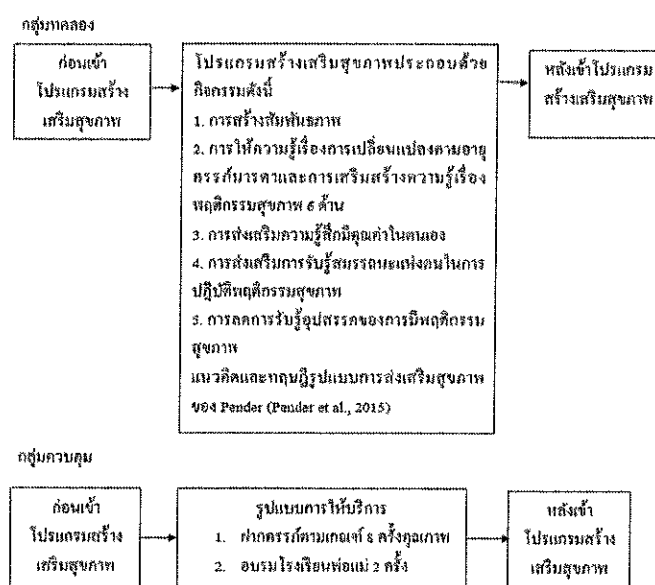 กลุ่มทดลอง
ก่อนเข้า
โปรแกรมสร้าง
เสริมสุขภาพ
โปรแกรมสร้างเสริมสุขภาพประกอบด้วย
กิจกรรมดังนี้
1. การสร้างสัมพันธภาพ
2. การให้ความรู้เรื่องการเปลี่ยนแปลงตามอายุ
ครรภ์มารดาและการเสริมสร้างความรู้เรื่อง
พฤติกรรมสุขภาพ 6 ด้าน
3. การส่งเสริมความรู้สึกมีคุณค่าในตนเอง
4. การส่งเสริมการรับรู้สมรรถนะแห่งตนในการ
ปฏิบัติพฤติกรรมสุขภาพ
5. การลดการรับรู้อุปสรรคของการมีพฤติกรรม
สุขภาพ
แนวคิดและทฤษฎีรูปแบบการส่งเสริมสุขภาพ
ของ Pender (Pender et al., 2015)
หลังเข้าโปรแกรม
สร้างเสริมสุขภาพ
กลุ่มควบคุม
ก่อนเข้า
โปรแกรมสร้าง
เสริมสุขภาพ
รูปแบบการให้บริการ
1. ฝากครรภ์ตามเกณฑ์ 8 ครั้งคุณภาพ
2. อบรมโรงเรียนพ่อแม่ 2 ครั้ง
หลังเข้า
โปรแกรมสร้าง
เสริมสุขภาพ